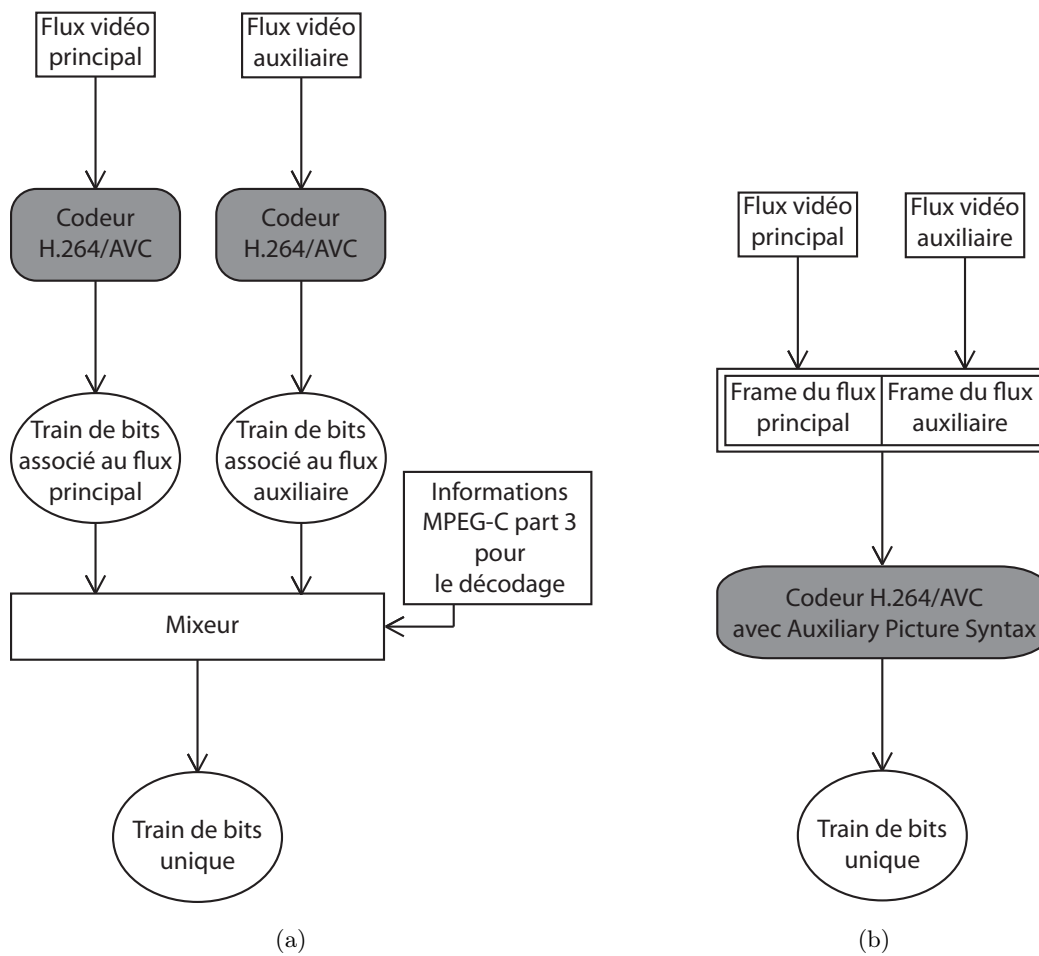 Flux vidéo
principal
Flux vidéo
auxiliaire
Codeur
H.264/AVC
Codeur
H.264/AVC
Train de bits
associé au flux
principal
Train de bits
associé au flux
auxiliaire
Informations
MPEG-C part 3
pour
le décodage
Mixeur
Train de bits
unique
(a)
Flux vidéo
principal
Flux vidéo
auxiliaire
Frame du flux
principal
Frame du flux
auxiliaire
Codeur H.264/AVC
avec Auxiliary Picture Syntax
Train de bits
unique
(b)